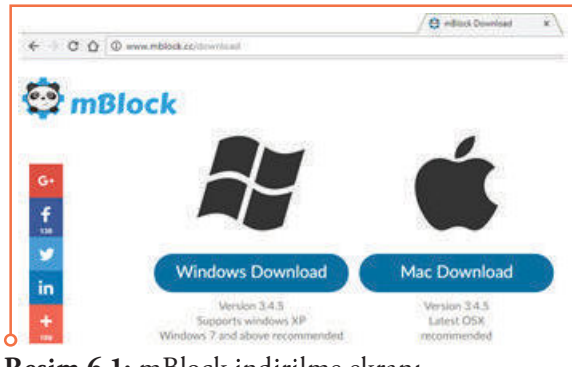 mBlock Download x
www.mblock.cc/download
mBlock
G+
f
138
in
+
Windows Download
Version 3.4.5
Supports windows XP
Windows 7 and above recommended
Mac Download
Version 3.4.5
Latest OSX
recommended
Resim 6.1: mBlock indirilme ekranı